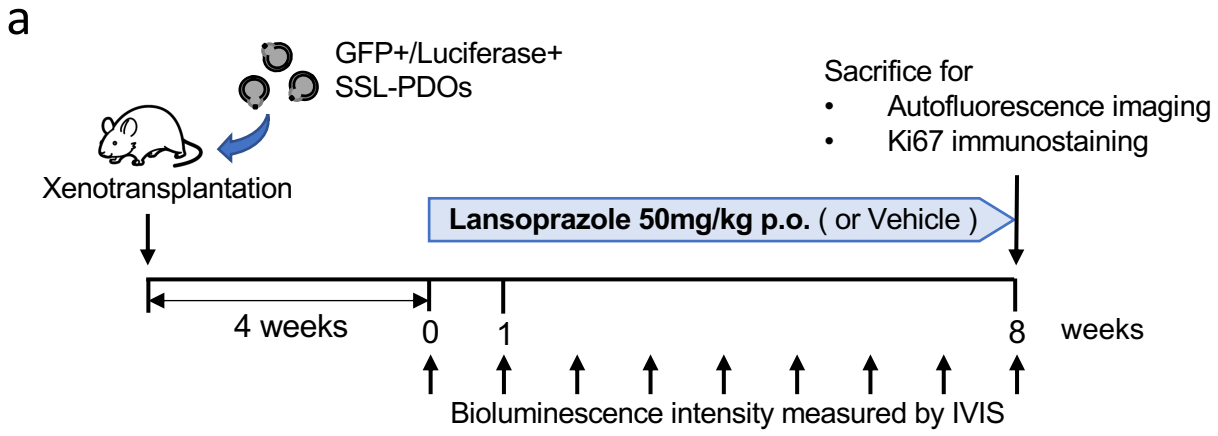 a
GFP+/Luciferase+
SSL-PDOs
Xenotransplantation
Sacrifice for
• Autofluorescence imaging
• Ki67 immunostaining
Lansoprazole 50mg/kg p.o. ( or Vehicle )
4 weeks
0
1
8
weeks
Bioluminescence intensity measured by IVIS